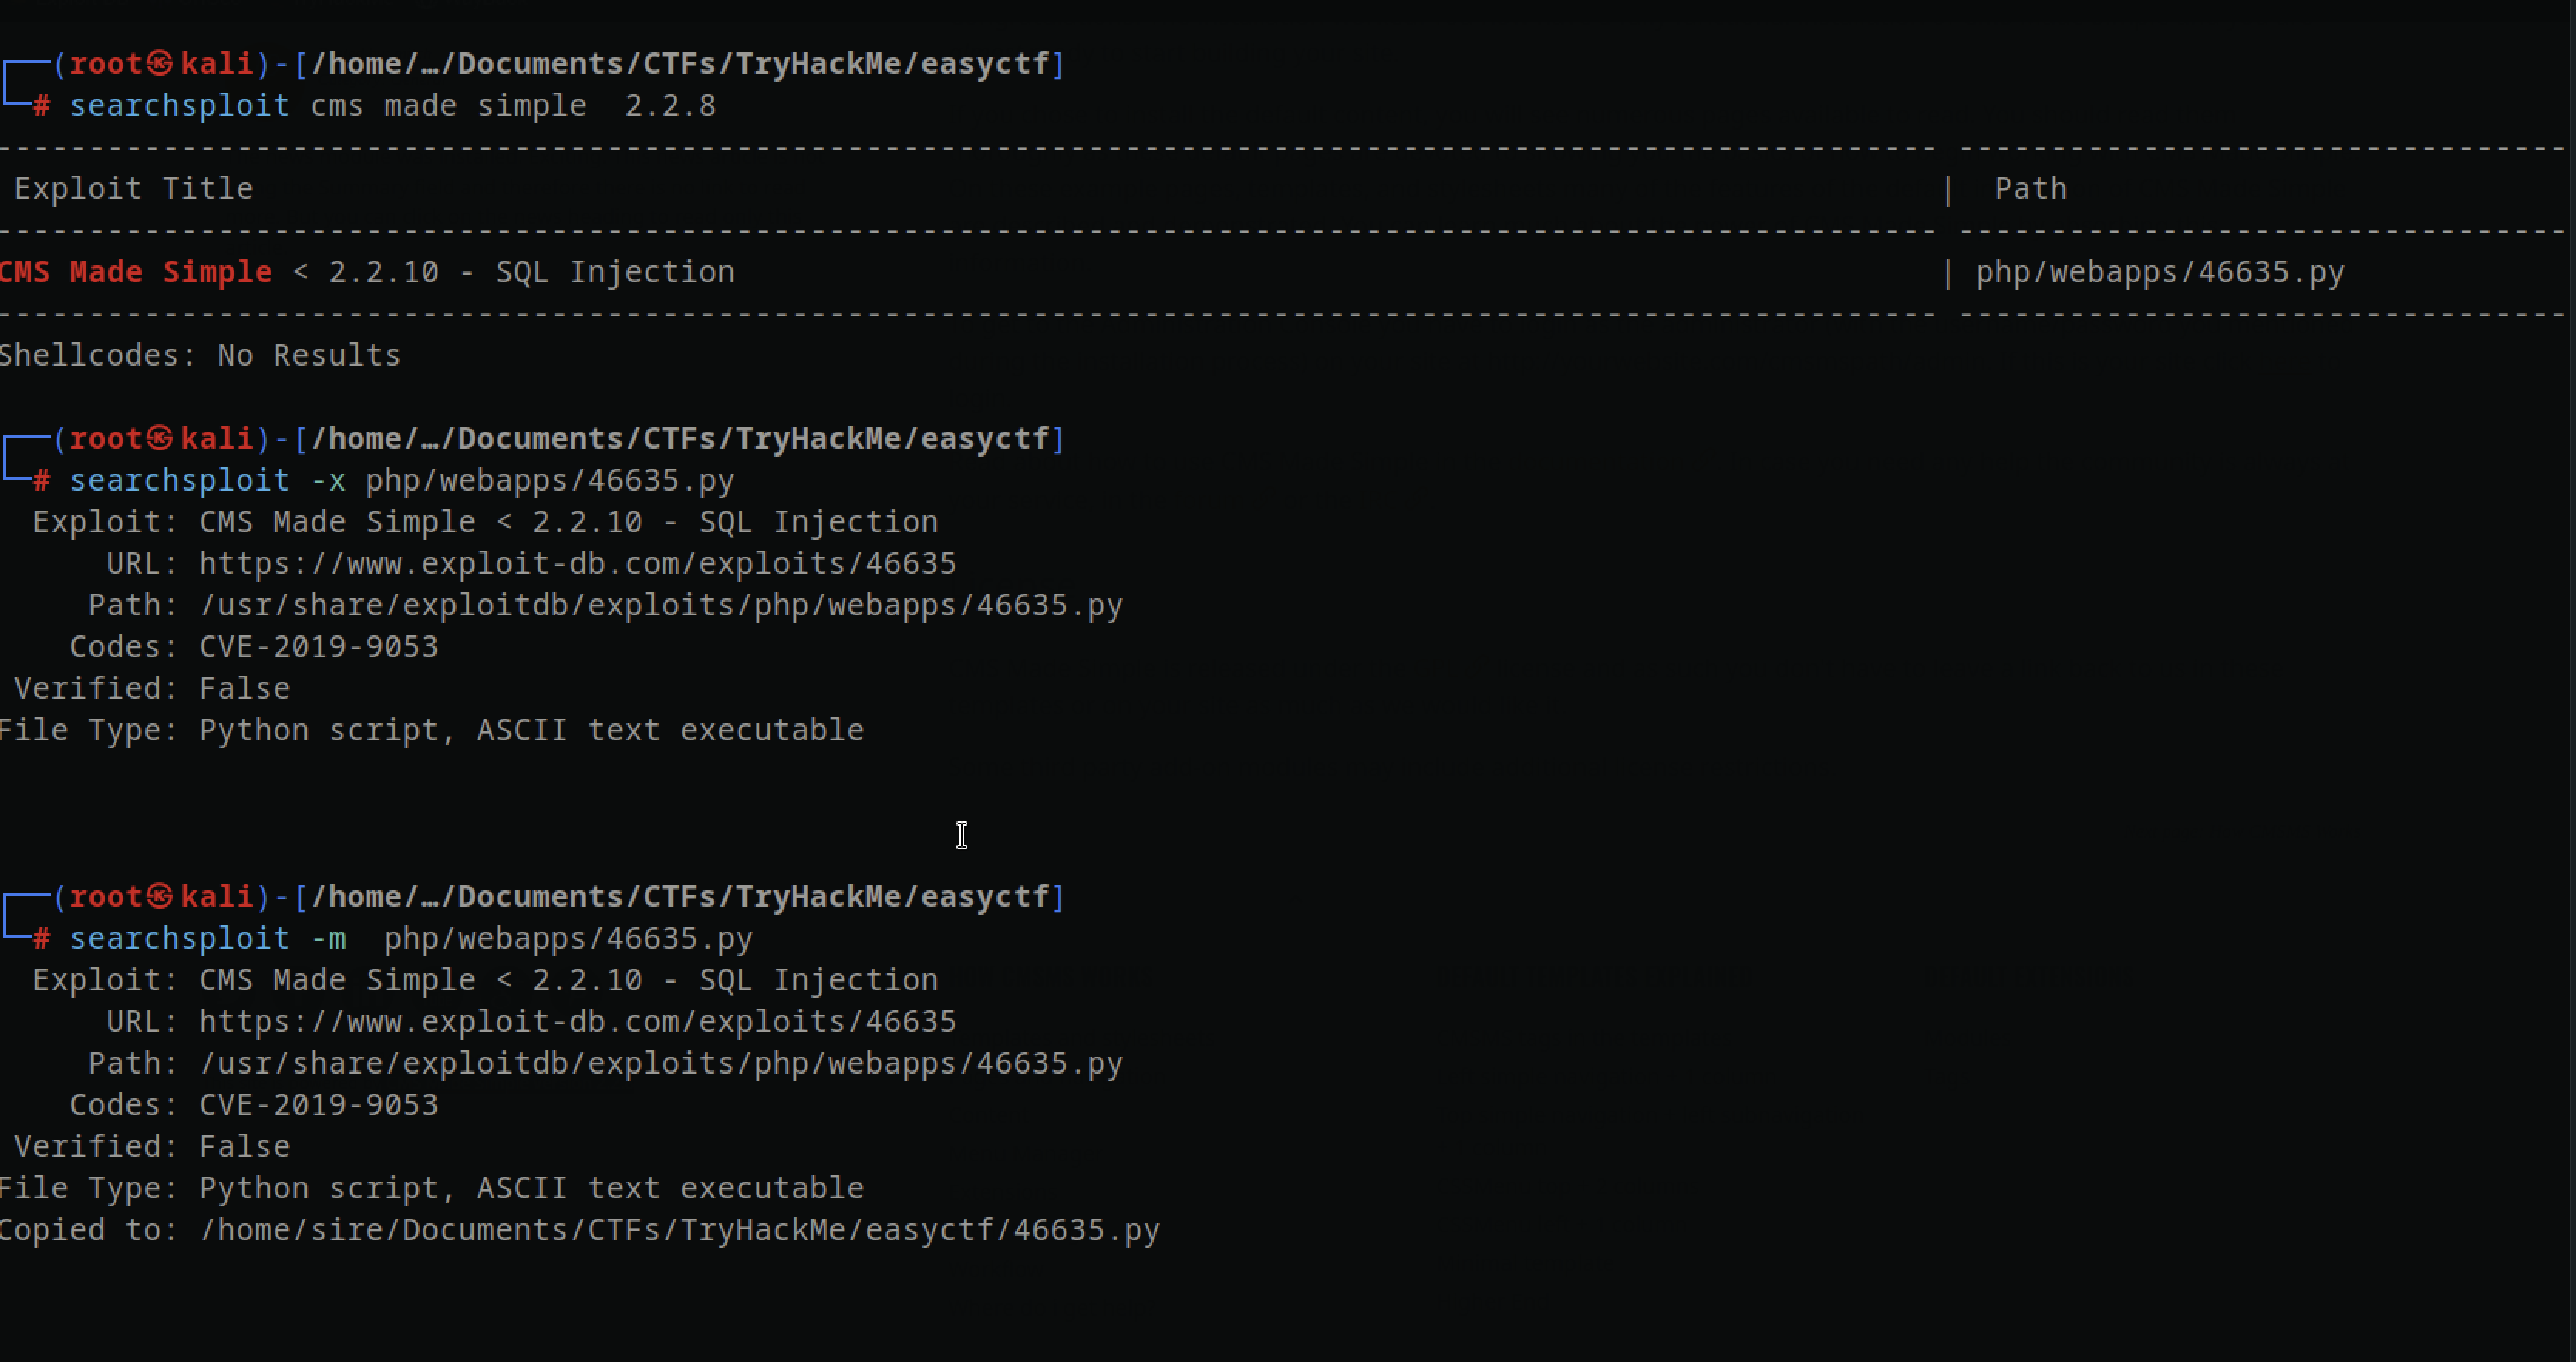 (root㉿kali)-[/home/…/Documents/CTFs/TryHackMe/easyctf]
# searchsploit cms made simple  2.2.8
---------------------------------------------------------------------------------------------------------- ---------------------------------
 Exploit Title | Path
---------------------------------------------------------------------------------------------------------- ---------------------------------
CMS Made Simple < 2.2.10 - SQL Injection | php/webapps/46635.py
---------------------------------------------------------------------------------------------------------- ---------------------------------
Shellcodes: No Results
(root㉿kali)-[/home/…/Documents/CTFs/TryHackMe/easyctf]
# searchsploit -x php/webapps/46635.py
Exploit: CMS Made Simple < 2.2.10 - SQL Injection
URL: https://www.exploit-db.com/exploits/46635
Path: /usr/share/exploitdb/exploits/php/webapps/46635.py
Codes: CVE-2019-9053
Verified: False
File Type: Python script, ASCII text executable
(root㉿kali)-[/home/…/Documents/CTFs/TryHackMe/easyctf]
# searchsploit -m  php/webapps/46635.py
Exploit: CMS Made Simple < 2.2.10 - SQL Injection
URL: https://www.exploit-db.com/exploits/46635
Path: /usr/share/exploitdb/exploits/php/webapps/46635.py
Codes: CVE-2019-9053
Verified: False
File Type: Python script, ASCII text executable
Copied to: /home/sire/Documents/CTFs/TryHackMe/easyctf/46635.py